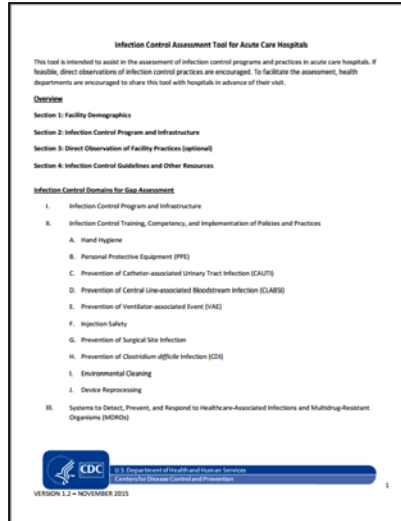 Infection Control Assessment Tool for Acute Care Hospitals
This tool is intended to assist in the assessment of infection control programs and practices in acute care hospitals. If
feasible, direct observations of infection control practices are encouraged. To facilitate the assessment, health
departments are encouraged to share this tool with hospitals in advance of their visit.
Overview
Section 1: Facility Demographics
Section 2: Infection Control Program and Infrastructure
Section 3: Direct Observation of Facility Practices (optional)
Section 4: Infection Control Guidelines and Other Resources
Infection Control Domains for Gap Assessment
I. Infection Control Program and Infrastructure
II. Infection Control Training, Competency, and Implementation of Policies and Practices
A. Hand Hygiene
B. Personal Protective Equipment (PPE)
C. Prevention of Catheter-associated Urinary Tract Infection (CAUTI)
D. Prevention of Central Line-associated Bloodstream Infection (CLABSI)
E. Prevention of Ventilator-associated Event (VAE)
F. Injection Safety
G. Prevention of Surgical Site Infection
H. Prevention of Clostridium difficile Infection (CDI)
I. Environmental Cleaning
J. Device Reprocessing
III. Systems to Detect, Prevent, and Respond to Healthcare-Associated Infections and Multidrug-Resistant
Organisms (MDROs)
CDC
U.S. Department of Health and Human Services
Centers for Disease Control and Prevention
1
VERSION 1.2 – NOVEMBER 2015